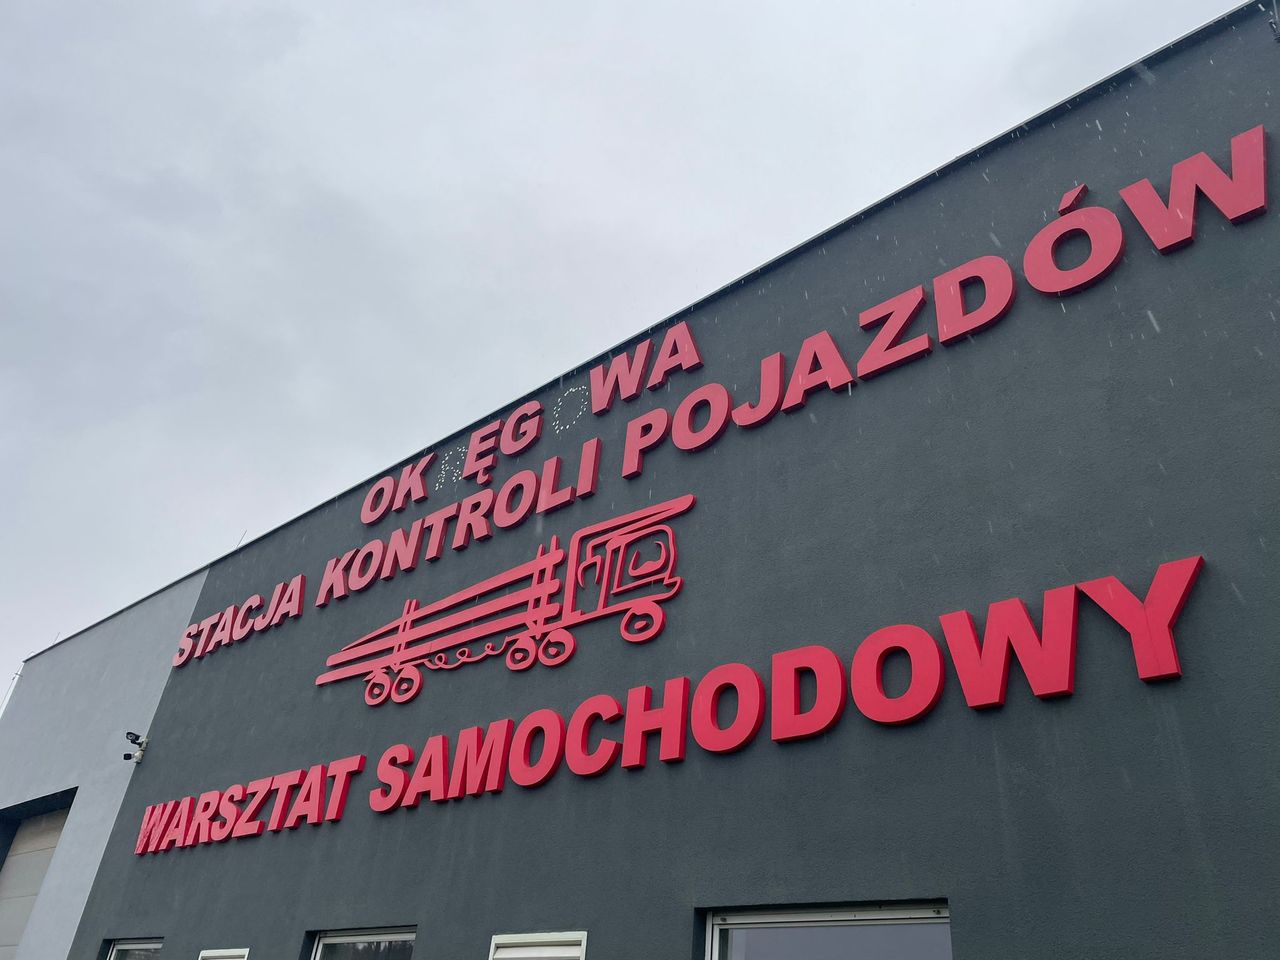 OKRĘGOWA
STACJA KONTROLI POJAZDÓW
WARSZTAT SAMOCHODOWY